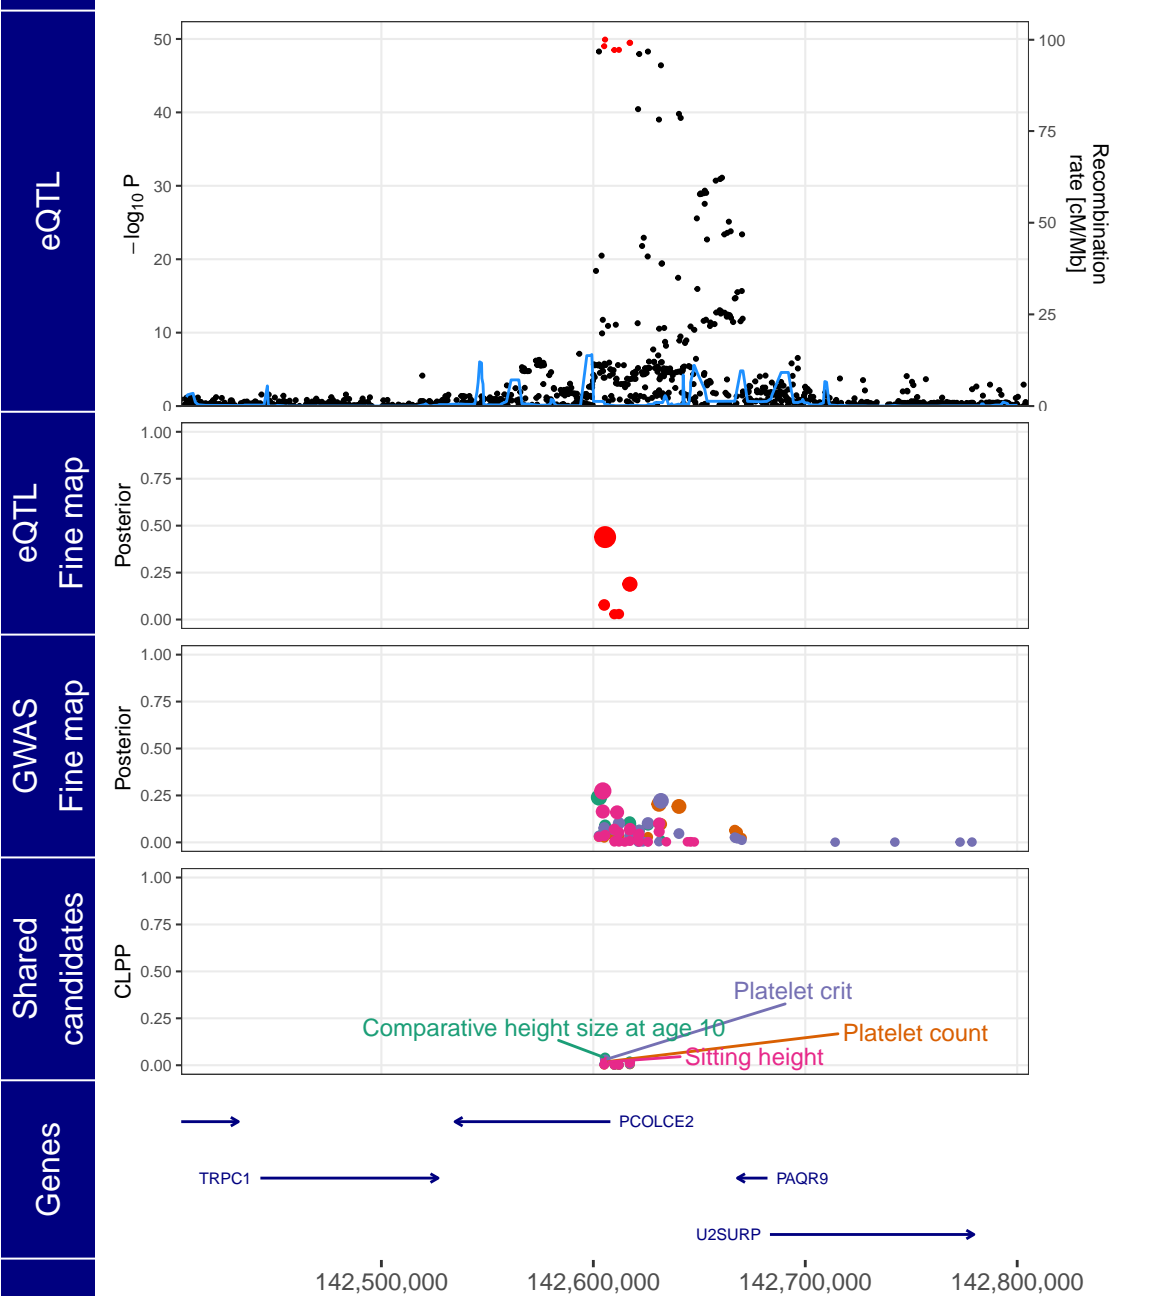 eQTL
−log10 P
50
40
30
20
10
0
100
75
50
25
0
Recombination
rate [cM/Mb]
eQTL
Fine map
Posterior
1.00
0.75
0.50
0.25
0.00
GWAS
Fine map
Posterior
1.00
0.75
0.50
0.25
0.00
Shared
candidates
CLPP
1.00
0.75
0.50
0.25
0.00
Platelet crit
Comparative height size at age 10
Platelet count
Sitting height
Genes
PCOLCE2
TRPC1
PAQR9
U2SURP
142,500,000
142,600,000
142,700,000
142,800,000